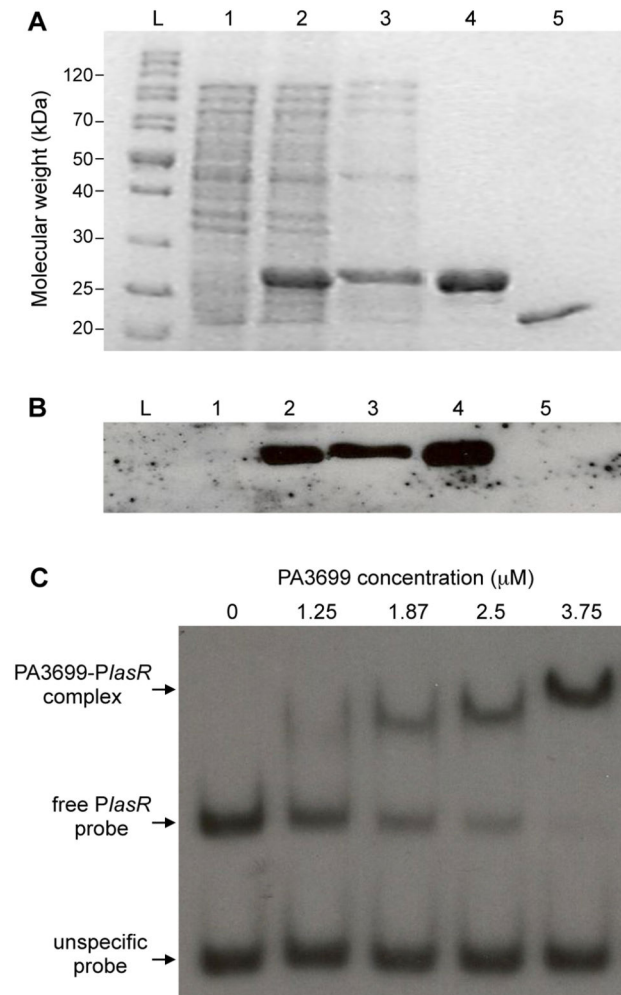 A
L 1 2 3 4 5
Molecular weight (kDa)
120
70
50
40
30
25
20
B
L 1 2 3 4 5
C
PA3699 concentration (μM)
0 1.25 1.87 2.5 3.75
PA3699-PlasR
complex
free PlasR
probe
unspecific
probe